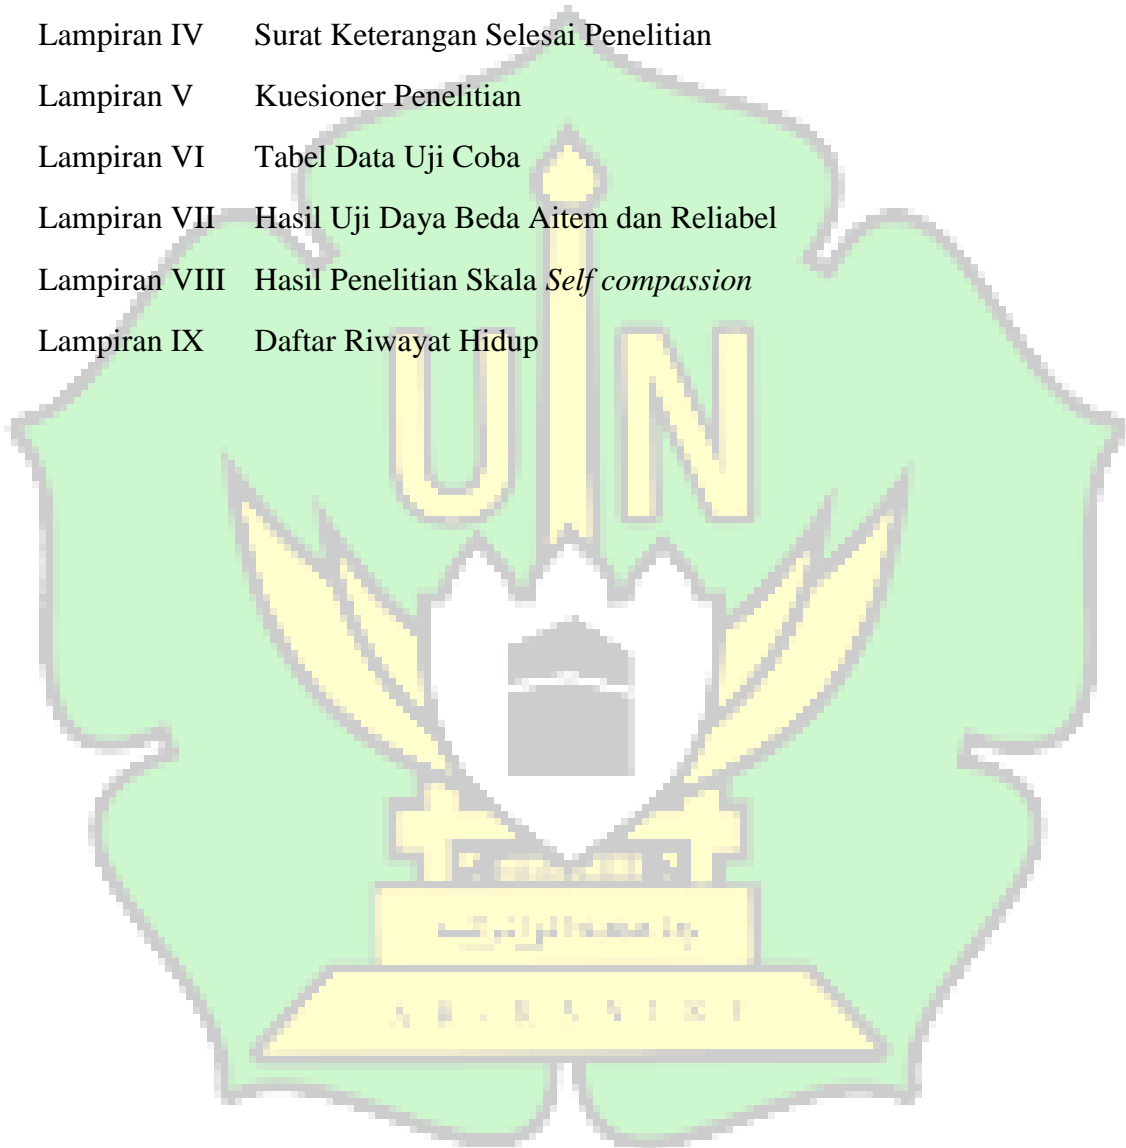 Lampiran IV Surat Keterangan Selesai Penelitian
Lampiran V Kuesioner Penelitian
Lampiran VI Tabel Data Uji Coba
Lampiran VII Hasil Uji Daya Beda Aitem dan Reliabel
Lampiran VIII Hasil Penelitian Skala Self compassion
Lampiran IX Daftar Riwayat Hidup
U N
A R - R A N I R Y